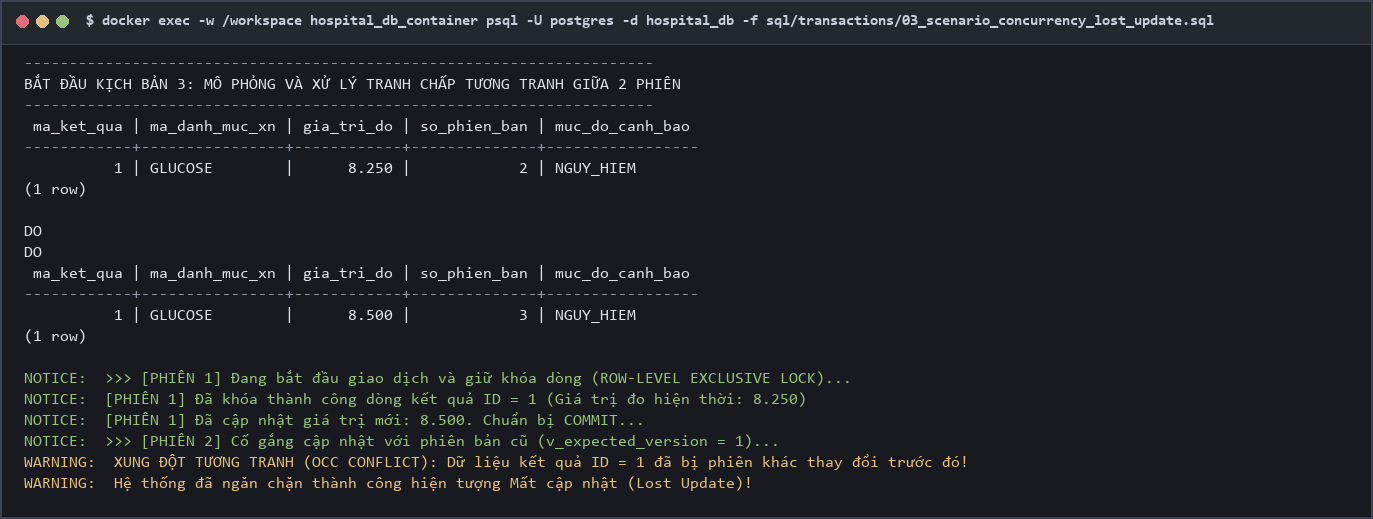 $ docker exec -w /workspace hospital_db_container psql -U postgres -d hospital_db -f sql/transactions/03_scenario_concurrency_lost_update.sql
----------------------------------------------------------------------
BẮT ĐẦU KỊCH BẢN 3: MÔ PHỎNG VÀ XỬ LÝ TRANH CHẤP TƯƠNG TRANH GIỮA 2 PHIÊN
----------------------------------------------------------------------
 ma_ket_qua | ma_danh_muc_xn | gia_tri_do | so_phien_ban | muc_do_canh_bao
------------+----------------+------------+--------------+-----------------
          1 | GLUCOSE        |      8.250 |            2 | NGUY_HIEM
(1 row)
DO
DO
 ma_ket_qua | ma_danh_muc_xn | gia_tri_do | so_phien_ban | muc_do_canh_bao
------------+----------------+------------+--------------+-----------------
          1 | GLUCOSE        |      8.500 |            3 | NGUY_HIEM
(1 row)
NOTICE:  >>> [PHIÊN 1] Đang bắt đầu giao dịch và giữ khóa dòng (ROW-LEVEL EXCLUSIVE LOCK)...
NOTICE:  [PHIÊN 1] Đã khóa thành công dòng kết quả ID = 1 (Giá trị đo hiện thời: 8.250)
NOTICE:  [PHIÊN 1] Đã cập nhật giá trị mới: 8.500. Chuẩn bị COMMIT...
NOTICE:  >>> [PHIÊN 2] Cố gắng cập nhật với phiên bản cũ (v_expected_version = 1)...
WARNING:  XUNG ĐỘT TƯƠNG TRANH (OCC CONFLICT): Dữ liệu kết quả ID = 1 đã bị phiên khác thay đổi trước đó!
WARNING:  Hệ thống đã ngăn chặn thành công hiện tượng Mất cập nhật (Lost Update)!